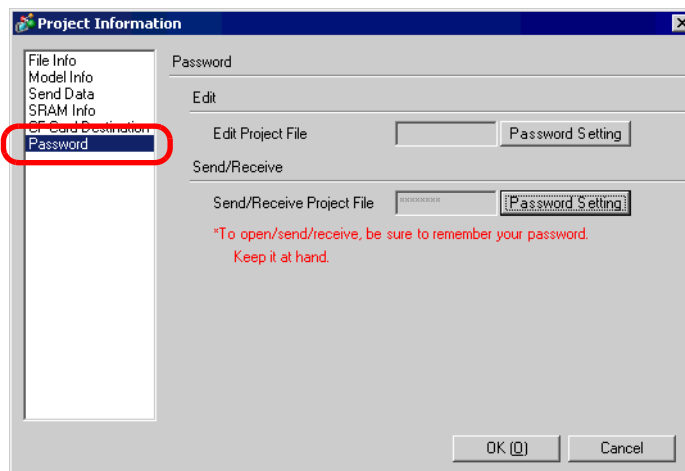 Project Information
File Info
Model Info
Send Data
SRAM Info
CF Card Destination
Password
Password
Edit
Edit Project File
Password Setting
Send/Receive
Send/Receive Project File ******** Password Setting
*To open/send/receive, be sure to remember your password.
Keep it at hand.
OK (O)
Cancel